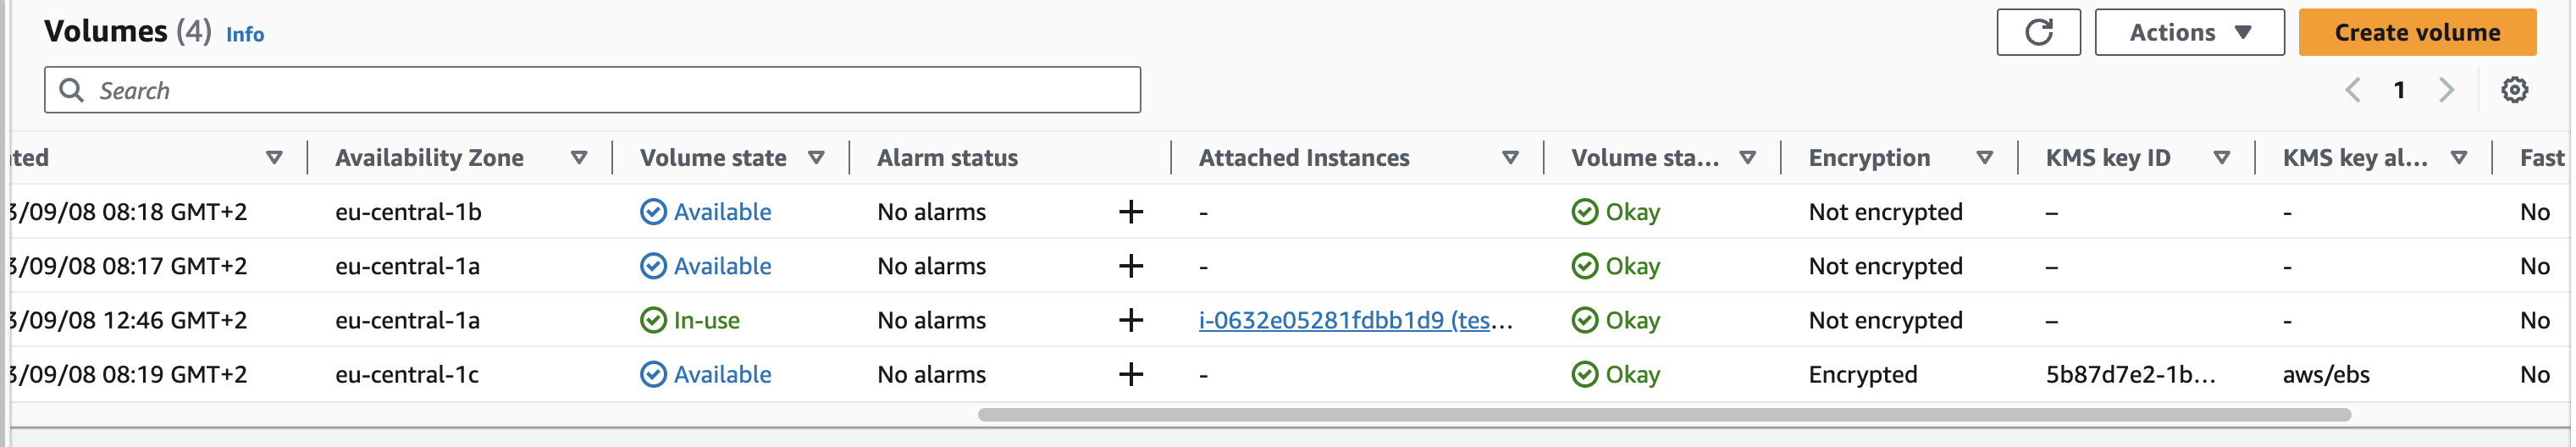 Volumes (4) Info
Actions
Create volume
Search
1
ted Availability Zone Volume state Alarm status Attached Instances Volume sta... Encryption KMS key ID KMS key al... Fast
3/09/08 08:18 GMT+2 eu-central-1b Available No alarms + - Okay Not encrypted – - No
3/09/08 08:17 GMT+2 eu-central-1a Available No alarms + - Okay Not encrypted – - No
3/09/08 12:46 GMT+2 eu-central-1a In-use No alarms + i-0632e05281fdbb1d9 (tes... Okay Not encrypted – - No
3/09/08 08:19 GMT+2 eu-central-1c Available No alarms + - Okay Encrypted 5b87d7e2-1b... aws/ebs No